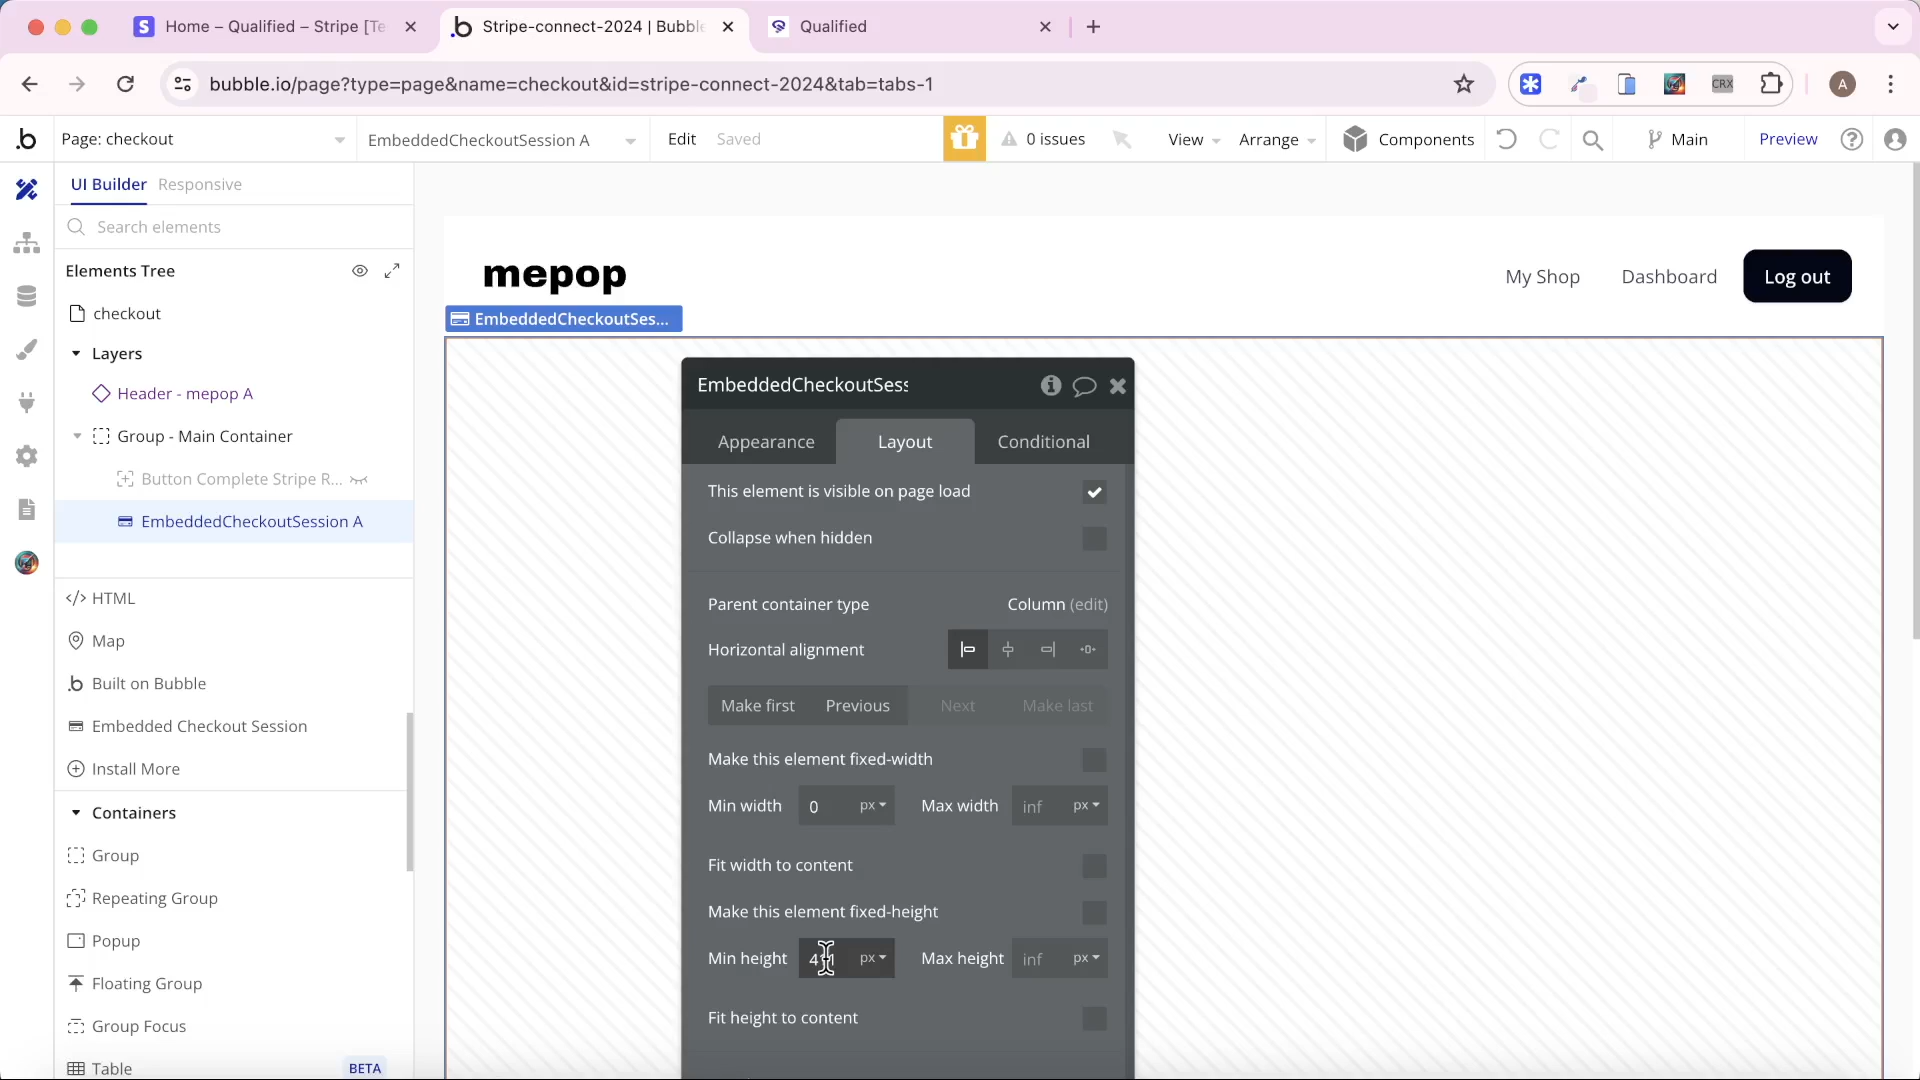 Home – Qualified – Stripe [Te
Stripe-connect-2024 | Bubble
Qualified
bubble.io/page?type=page&name=checkout&id=stripe-connect-2024&tab=tabs-1
CRX
A
Page: checkout
EmbeddedCheckoutSession A
Edit
Saved
0 issues
View
Arrange
Components
Main
Preview
UI Builder
Responsive
Search elements
Elements Tree
checkout
Layers
Header - mepop A
Group - Main Container
Button Complete Stripe R...
EmbeddedCheckoutSession A
HTML
Map
Built on Bubble
Embedded Checkout Session
Install More
Containers
Group
Repeating Group
Popup
Floating Group
Group Focus
Table
BETA
mepop
My Shop
Dashboard
Log out
EmbeddedCheckoutSes...
EmbeddedCheckoutSess
Appearance
Layout
Conditional
This element is visible on page load
Collapse when hidden
Parent container type
Column (edit)
Horizontal alignment
Make first
Previous
Next
Make last
Make this element fixed-width
Min width
0
px
Max width
inf
px
Fit width to content
Make this element fixed-height
Min height
px
Max height
inf
px
Fit height to content